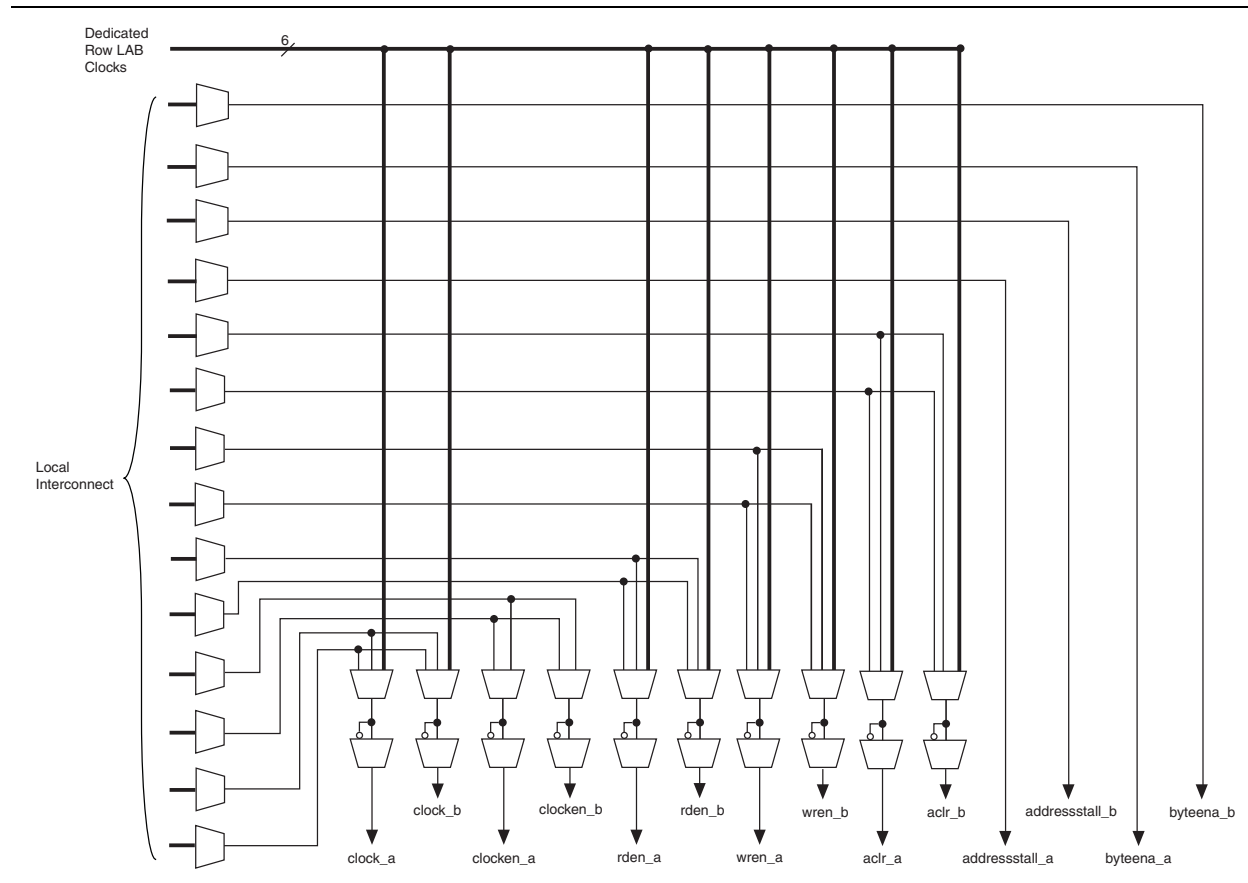 Dedicated
Row LAB
Clocks
6
Local
Interconnect
clock_b
clocken_b
rden_b
wren_b
aclr_b
addressstall_b
byteena_b
clock_a
clocken_a
rden_a
wren_a
aclr_a
addressstall_a
byteena_a